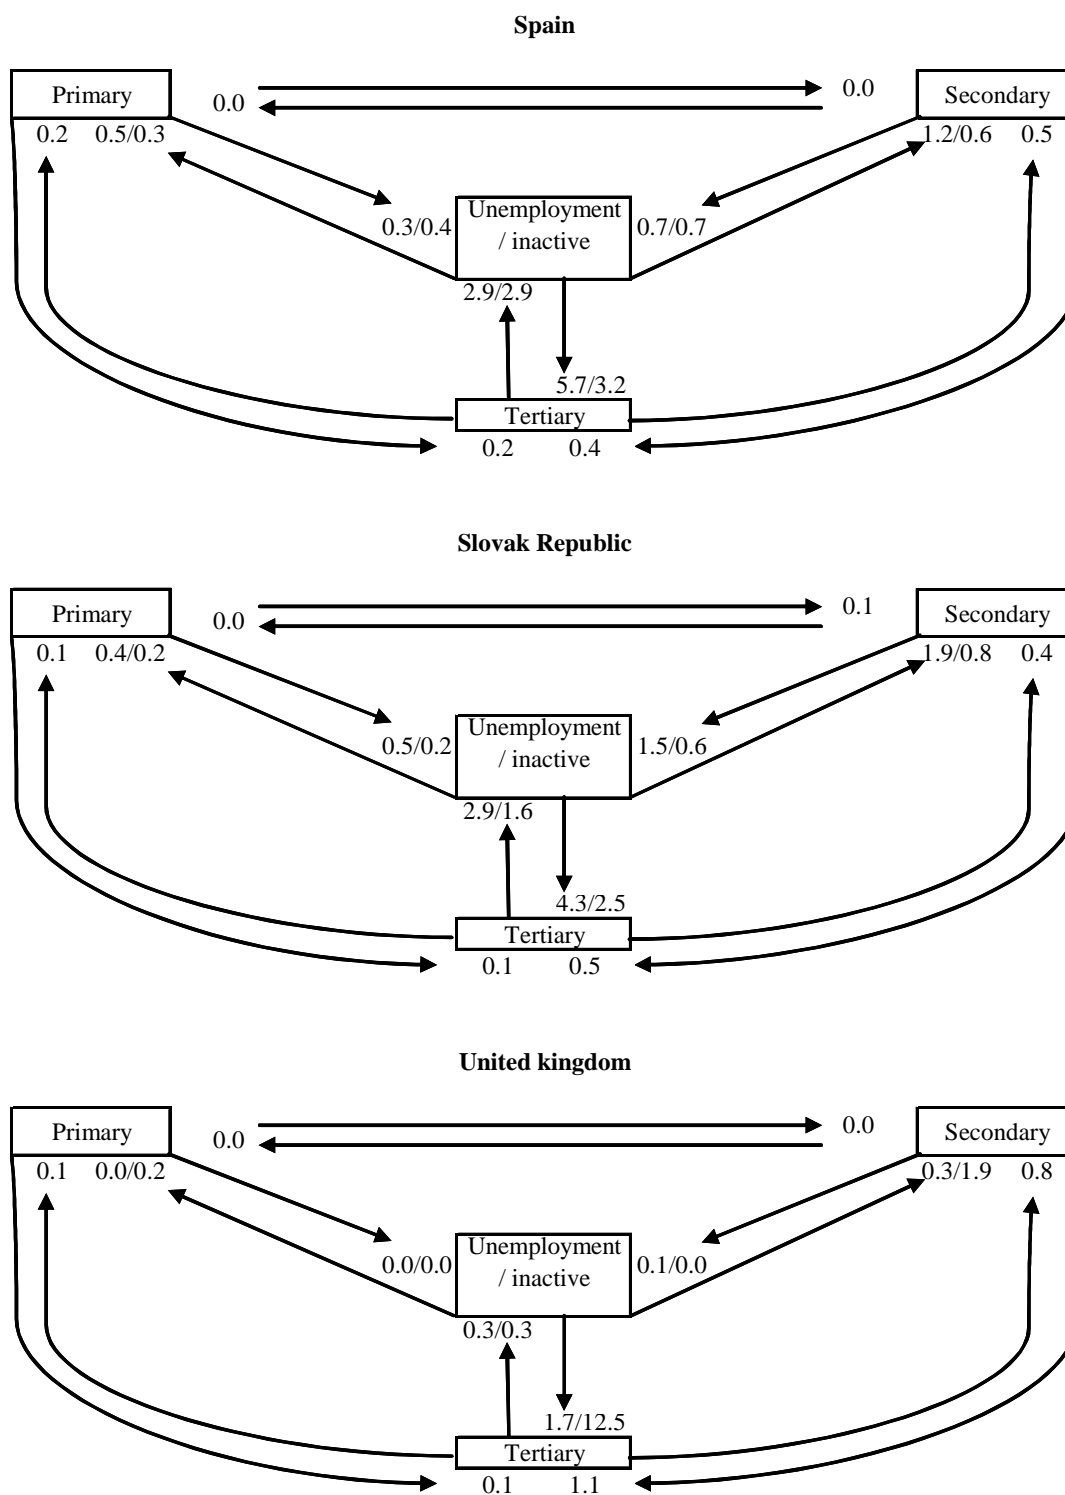 Spain
Primary 0.0 0.0 Secondary
0.2 0.5/0.3 1.2/0.6 0.5
Unemployment
0.3/0.4 / inactive 0.7/0.7
2.9/2.9
5.7/3.2
Tertiary
0.2 0.4
Slovak Republic
Primary 0.0 0.1 Secondary
0.1 0.4/0.2 1.9/0.8 0.4
Unemployment
0.5/0.2 / inactive 1.5/0.6
2.9/1.6
4.3/2.5
Tertiary
0.1 0.5
United kingdom
Primary 0.0 0.0 Secondary
0.1 0.0/0.2 0.3/1.9 0.8
Unemployment
0.0/0.0 / inactive 0.1/0.0
0.3/0.3
1.7/12.5
Tertiary
0.1 1.1